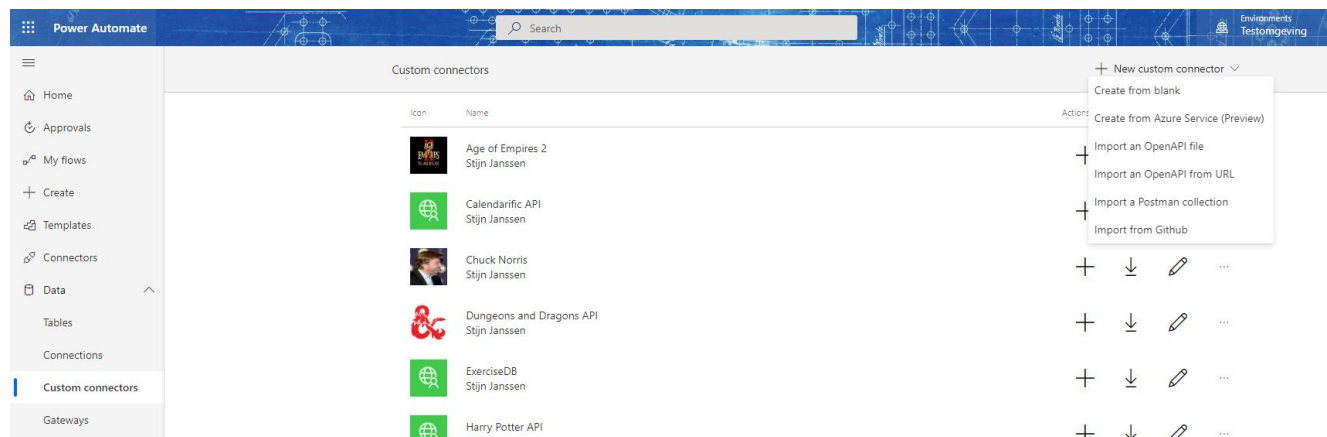 Power Automate
Search
Environments
Testomgeving
Custom connectors
New custom connector
Home
Approvals
My flows
Create
Templates
Connectors
Data
Tables
Connections
Custom connectors
Gateways
Create from blank
Create from Azure Service (Preview)
Import an OpenAPI file
Import an OpenAPI from URL
Import a Postman collection
Import from Github
Icon Name Actions
Age of Empires 2
Stijn Janssen
Calendarific API
Stijn Janssen
Chuck Norris
Stijn Janssen
Dungeons and Dragons API
Stijn Janssen
ExerciseDB
Stijn Janssen
Harry Potter API